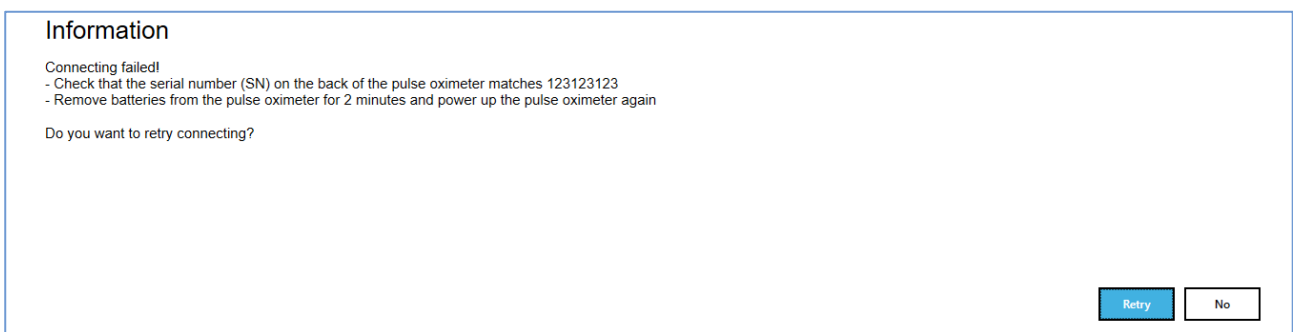 Information
Connecting failed!
- Check that the serial number (SN) on the back of the pulse oximeter matches 123123123
- Remove batteries from the pulse oximeter for 2 minutes and power up the pulse oximeter again
Do you want to retry connecting?
Retry
No